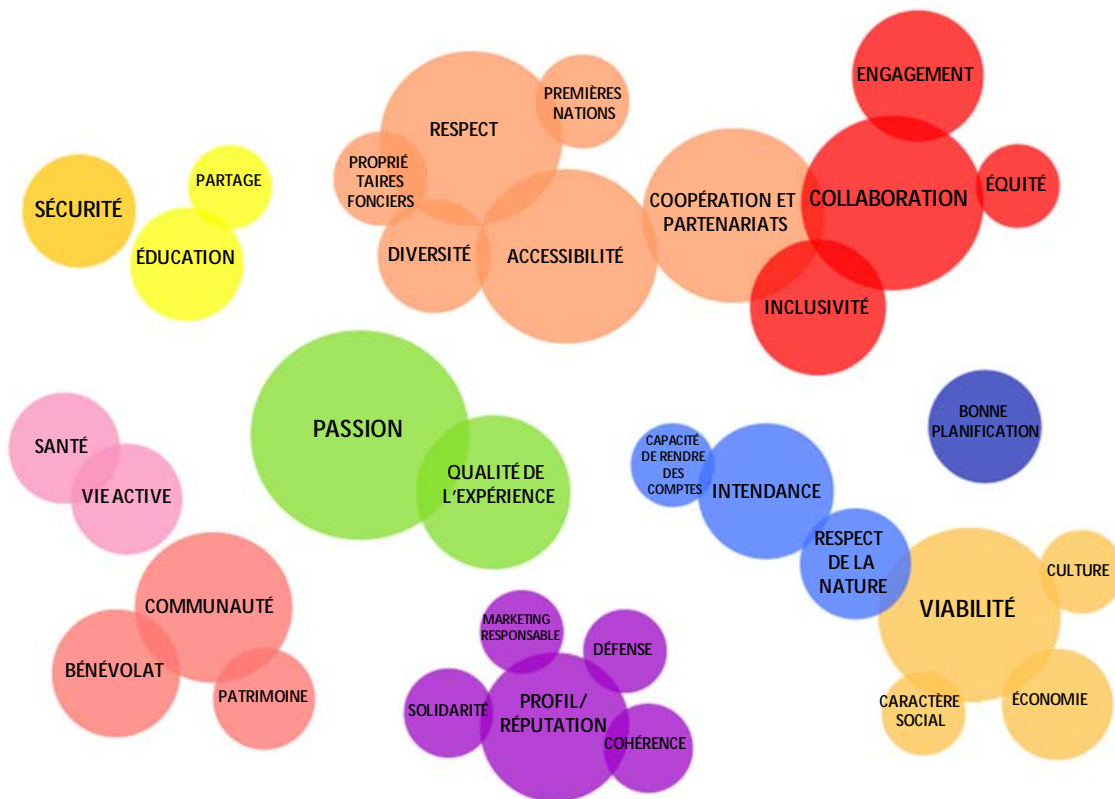 ENGAGEMENT
PREMIÈRES
NATIONS
RESPECT
PROPRIÉ
TAIRES
FONCIERS
PARTAGE
SÉCURITÉ
ÉDUCATION
DIVERSITÉ
ACCESSIBILITÉ
COOPÉRATION ET
PARTENARIATS
COLLABORATION
ÉQUITÉ
INCLUSIVITÉ
PASSION
QUALITÉ DE
L'EXPÉRIENCE
SANTÉ
VIE ACTIVE
BONNE
PLANIFICATION
CAPACITÉ
DE RENDRE
DES
COMPTES
INTENDANCE
RESPECT
DE LA
NATURE
CULTURE
VIABILITÉ
CARACTÈRE
SOCIAL
ÉCONOMIE
COMMUNAUTÉ
BÉNÉVOLAT
PATRIMOINE
MARKETING
RESPONSABLE
DÉFENSE
SOLIDARITÉ
PROFIL/
RÉPUTATION
COHÉRENCE